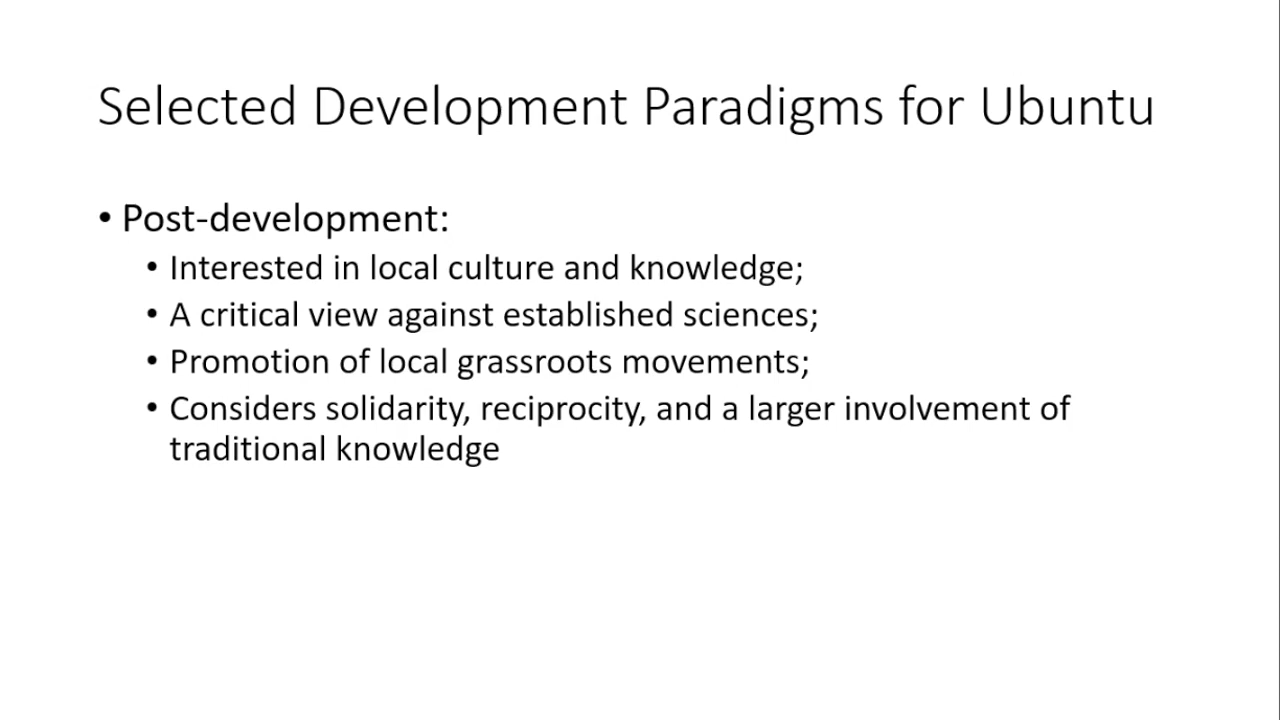 Selected Development Paradigms for Ubuntu
• Post-development:
• Interested in local culture and knowledge;
• A critical view against established sciences;
• Promotion of local grassroots movements;
• Considers solidarity, reciprocity, and a larger involvement of
traditional knowledge